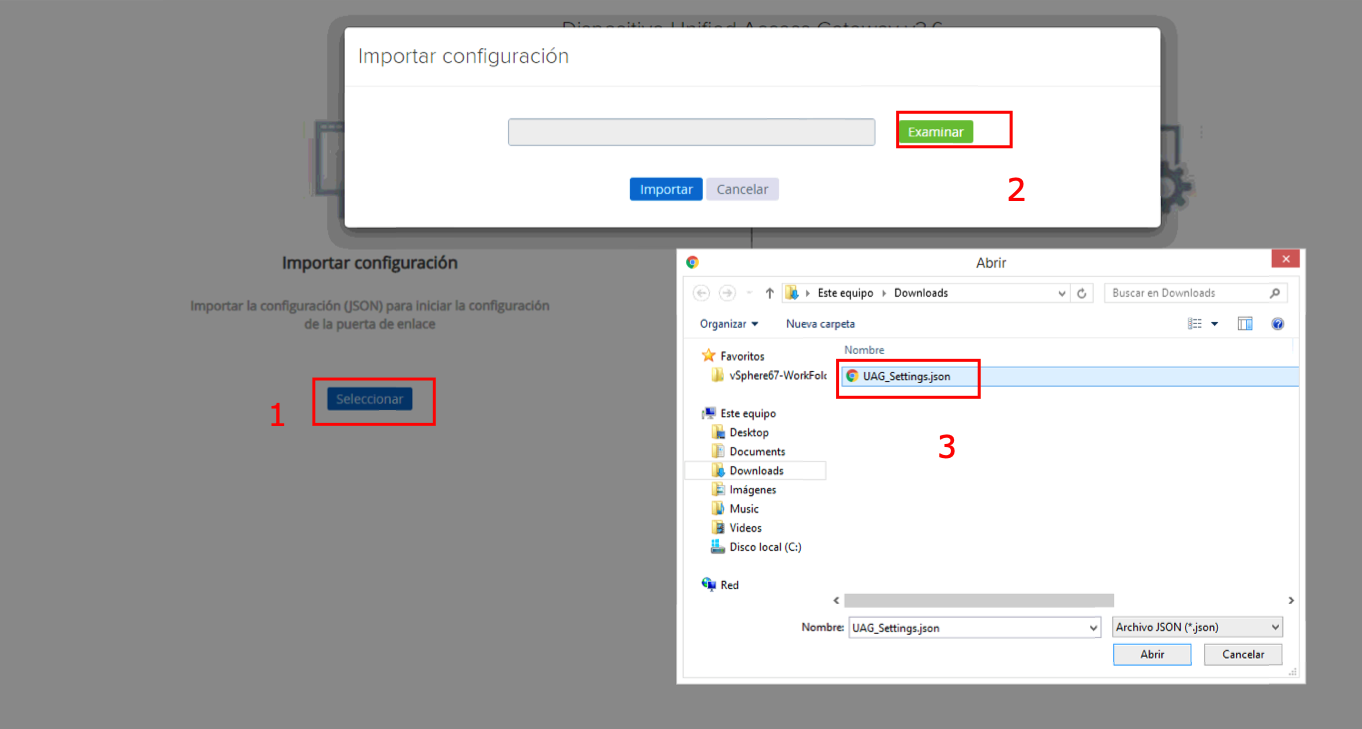 Dispositivo Unified Access Gateway v3.6
Importar configuración
Examinar
2
Importar Cancelar
Importar configuración
Importar la configuración (JSON) para iniciar la configuración
de la puerta de enlace
1
Seleccionar
Abrir
Este equipo Downloads
Buscar en Downloads
Organizar Nueva carpeta
Nombre
Favoritos
vSphere67-WorkFolc
UAG_Settings.json
3
Este equipo
Desktop
Documents
Downloads
Imágenes
Music
Videos
Disco local (C:)
Red
Nombre: UAG_Settings.json
Archivo JSON (*.json)
Abrir Cancelar